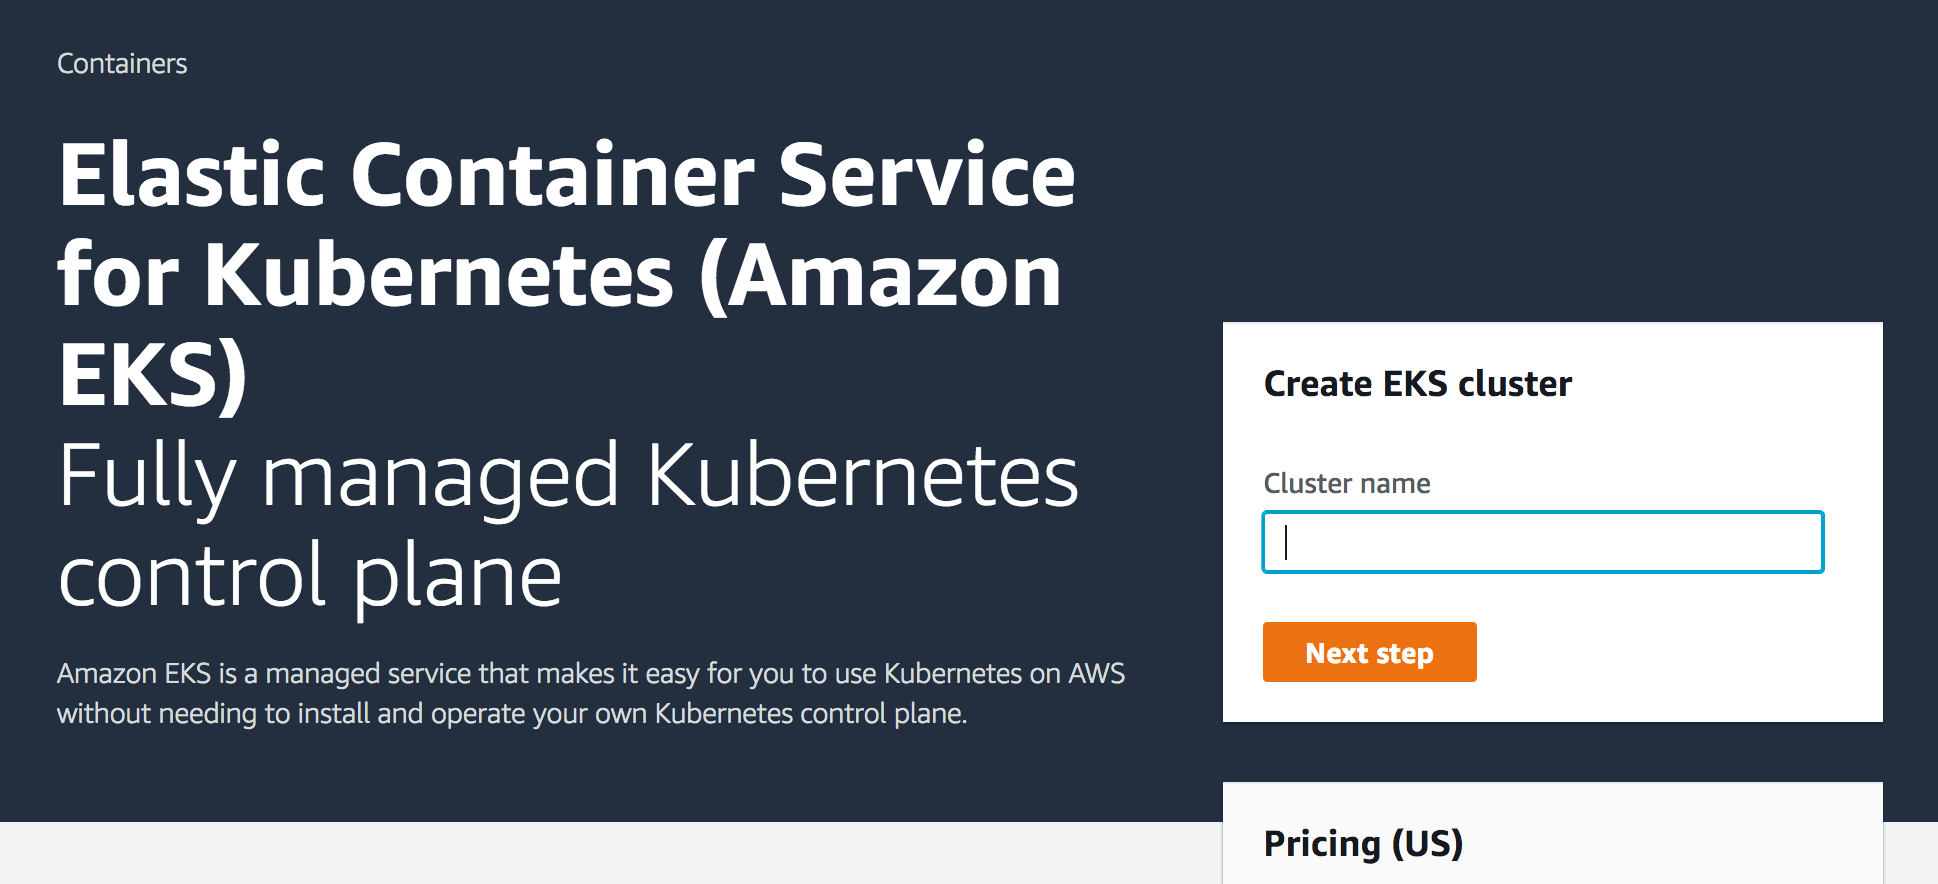 Containers
Elastic Container Service
for Kubernetes (Amazon
EKS)
Fully managed Kubernetes
control plane
Amazon EKS is a managed service that makes it easy for you to use Kubernetes on AWS
without needing to install and operate your own Kubernetes control plane.
Create EKS cluster
Cluster name
Next step
Pricing (US)